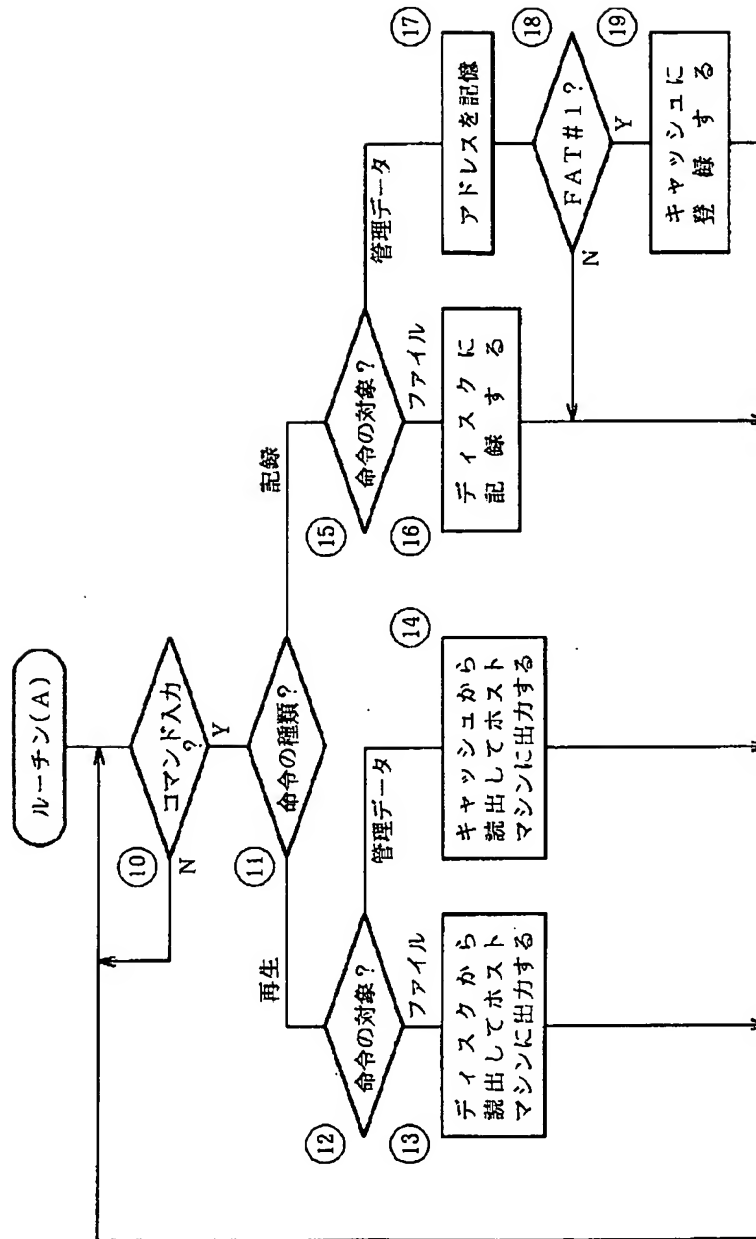 ルーチン(A)
10
コマンド入力
?
N
Y
11
命令の種類?
再生
記録
12
命令の対象?
管理データ
ファイル
13
ディスクから
読出してホスト
マシンに出力する
14
キャッシュから
読出してホスト
マシンに出力する
15
命令の対象?
管理データ
ファイル
16
ディスクに
記録する
17
アドレスを記憶
18
FAT#1?
N
Y
19
キャッシュに
登録する